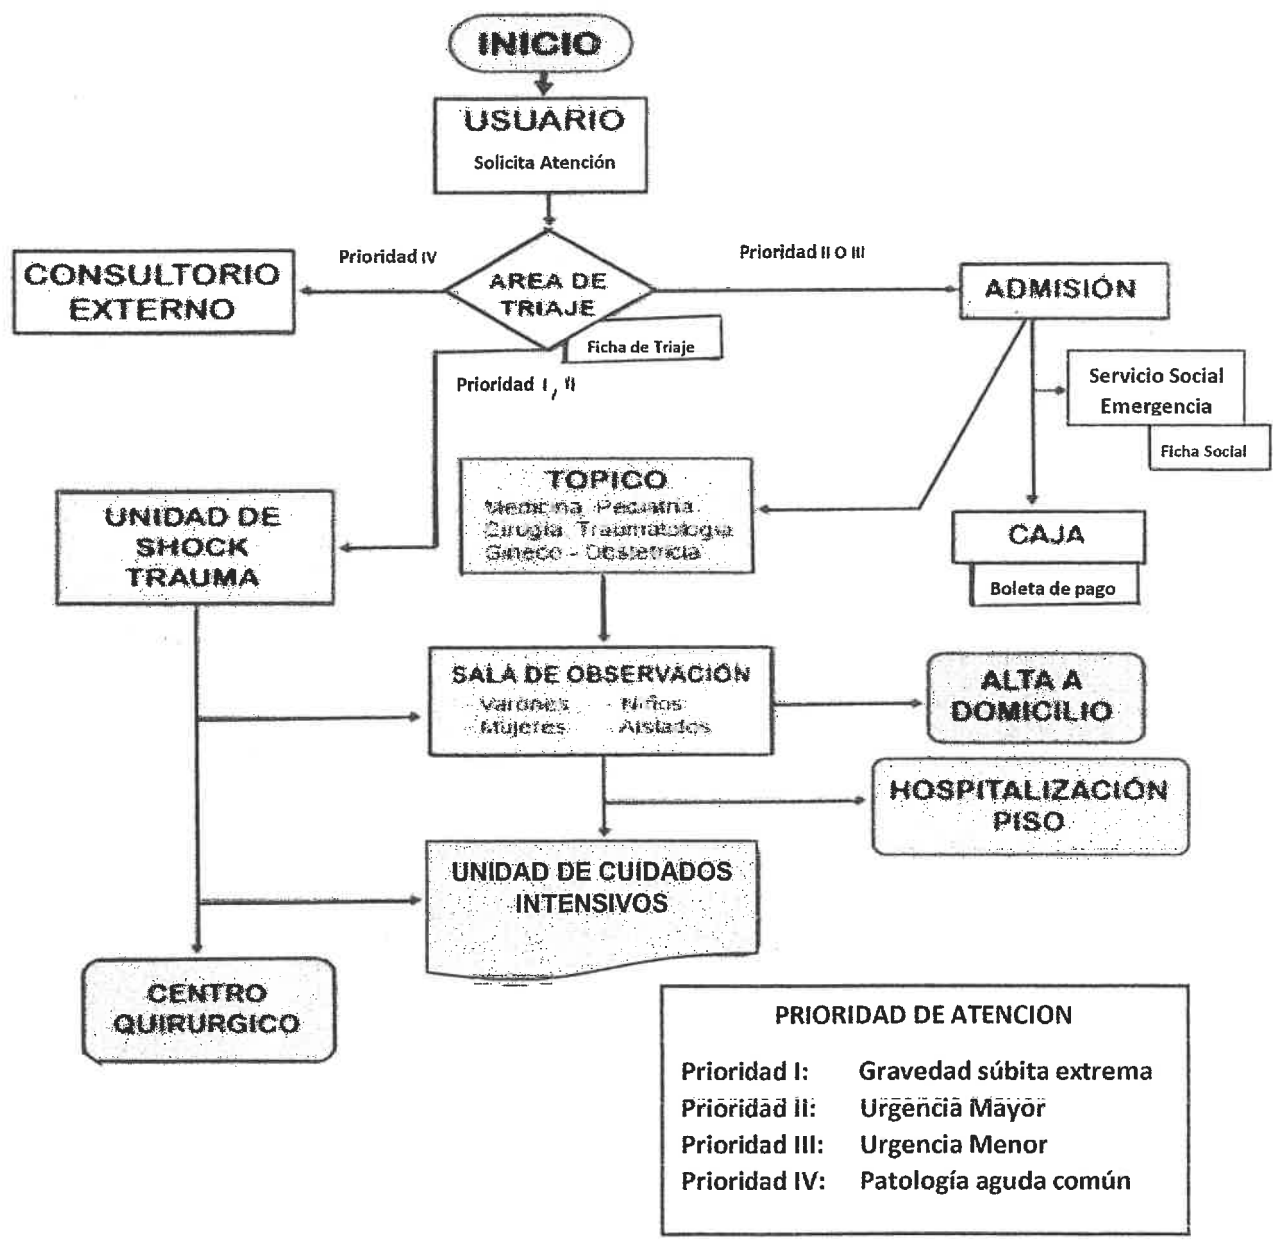 INICIO
USUARIO
Solicita Atención
Prioridad IV
Prioridad II O III
CONSULTORIO
EXTERNO
AREA DE
TRIAJE
ADMISIÓN
Ficha de Triaje
Prioridad I , II
Servicio Social
Emergencia
Ficha Social
TOPICO
Medicina Pediatria
Cirugía Traumatología
Gineco - Obstetricia
UNIDAD DE
SHOCK
TRAUMA
CAJA
Boleta de pago
SALA DE OBSERVACIÓN
- Varones - Niños
- Mujeres - Aislados
ALTA A
DOMICILIO
HOSPITALIZACIÓN
PISO
UNIDAD DE CUIDADOS
INTENSIVOS
CENTRO
QUIRURGICO
PRIORIDAD DE ATENCION
Prioridad I: Gravedad súbita extrema
Prioridad II: Urgencia Mayor
Prioridad III: Urgencia Menor
Prioridad IV: Patología aguda común